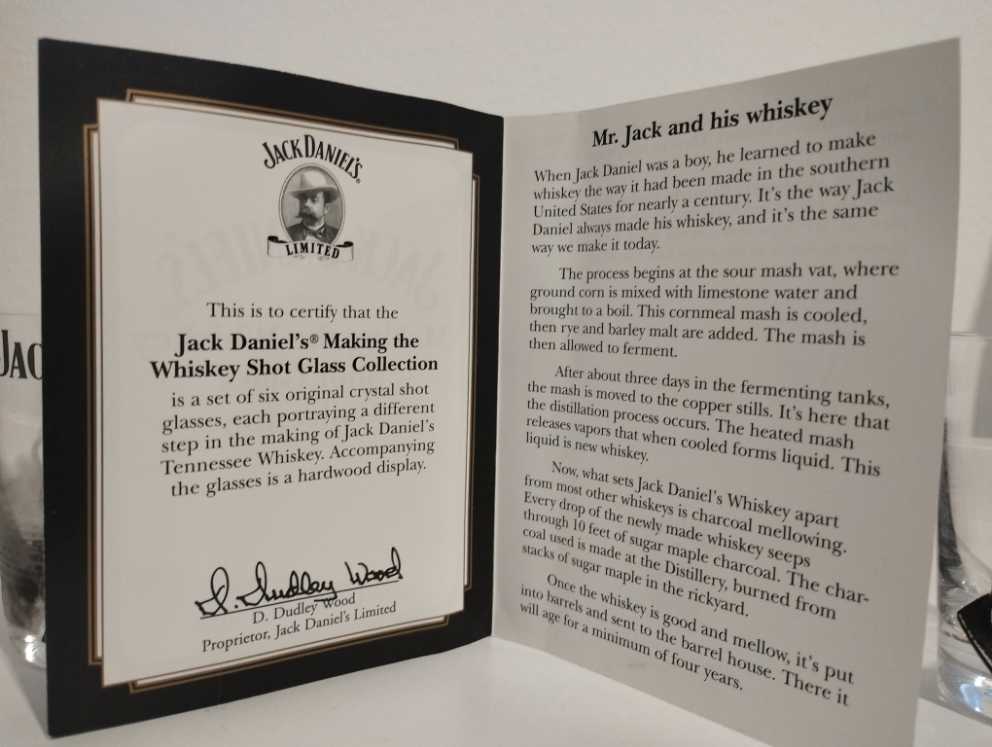 JACK DANIEL'S®
LIMITED
This is to certify that the
Jack Daniel's® Making the
Whiskey Shot Glass Collection
is a set of six original crystal shot
glasses, each portraying a different
step in the making of Jack Daniel's
Tennessee Whiskey. Accompanying
the glasses is a hardwood display.
D. Dudley Wood
D. Dudley Wood
Proprietor, Jack Daniel's Limited
Mr. Jack and his whiskey
When Jack Daniel was a boy, he learned to make
whiskey the way it had been made in the southern
United States for nearly a century. It's the way Jack
Daniel always made his whiskey, and it's the same
way we make it today.
The process begins at the sour mash vat, where
ground corn is mixed with limestone water and
brought to a boil. This cornmeal mash is cooled,
then rye and barley malt are added. The mash is
then allowed to ferment.
After about three days in the fermenting tanks,
the mash is moved to the copper stills. It's here that
the distillation process occurs. The heated mash
releases vapors that when cooled forms liquid. This
liquid is new whiskey.
Now, what sets Jack Daniel's Whiskey apart
from most other whiskeys is charcoal mellowing.
Every drop of the newly made whiskey seeps
through 10 feet of sugar maple charcoal. The char-
coal used is made at the Distillery, burned from
stacks of sugar maple in the rickyard.
Once the whiskey is good and mellow, it's put
into barrels and sent to the barrel house. There it
will age for a minimum of four years.
JAC